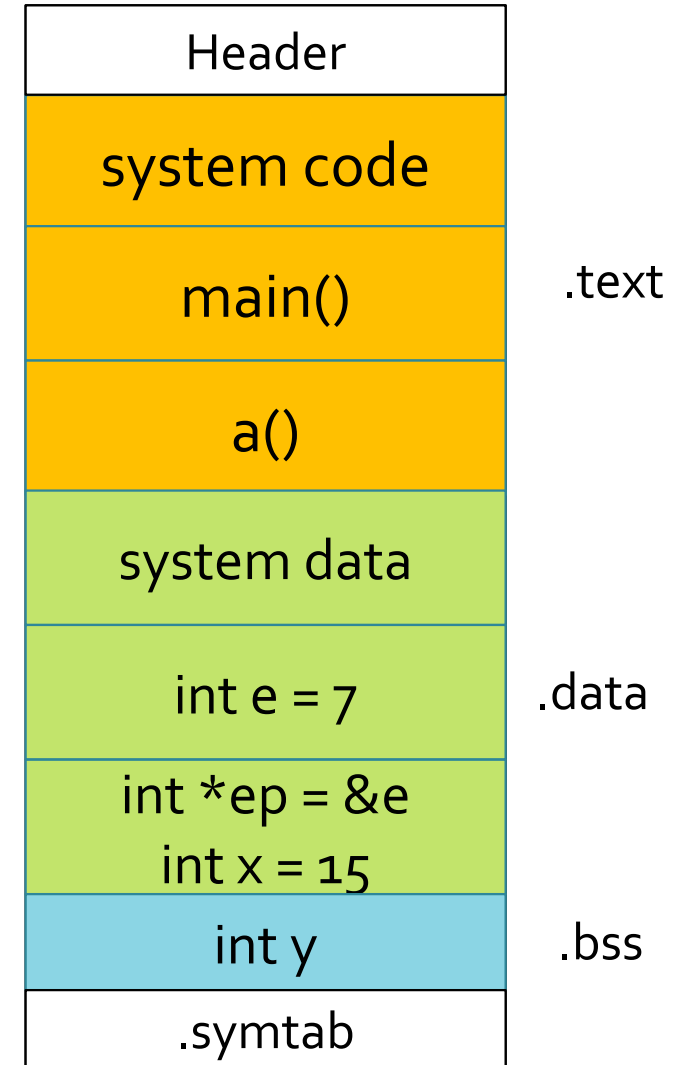 Header
system code
main()
.text
a()
system data
int e = 7
.data
int *ep = &e
int x = 15
int y
.bss
.symtab